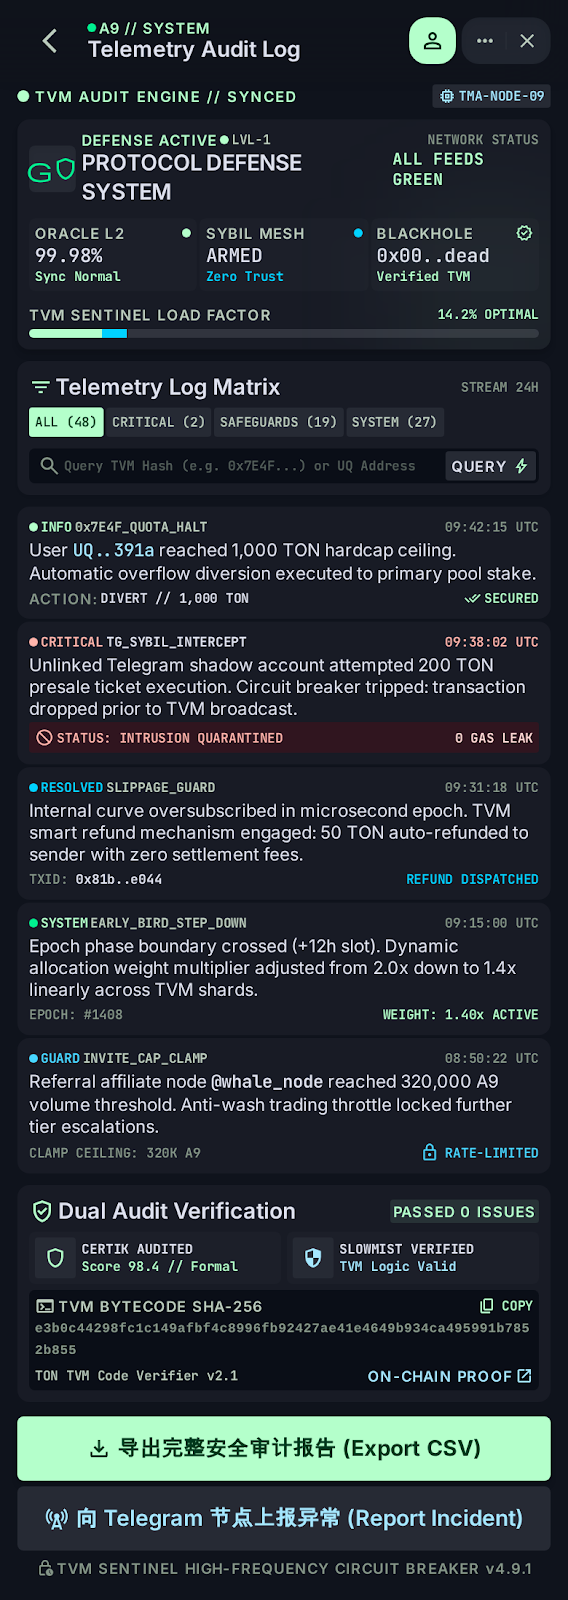 A9 // SYSTEM
Telemetry Audit Log
TVM AUDIT ENGINE // SYNCED
TMA-NODE-09
DEFENSE ACTIVE LVL-1
NETWORK STATUS
PROTOCOL DEFENSE
SYSTEM
ALL FEEDS
GREEN
ORACLE L2
99.98%
Sync Normal
SYBIL MESH
ARMED
Zero Trust
BLACKHOLE
0x00..dead
Verified TVM
TVM SENTINEL LOAD FACTOR
14.2% OPTIMAL
Telemetry Log Matrix
STREAM 24H
ALL (48)
CRITICAL (2)
SAFEGUARDS (19)
SYSTEM (27)
Query TVM Hash (e.g. 0x7E4F...) or UQ Address
QUERY
INFO 0x7E4F_QUOTA_HALT
09:42:15 UTC
User UQ..391a reached 1,000 TON hardcap ceiling.
Automatic overflow diversion executed to primary pool stake.
ACTION: DIVERT // 1,000 TON
SECURED
CRITICAL TG_SYBIL_INTERCEPT
09:38:02 UTC
Unlinked Telegram shadow account attempted 200 TON
presale ticket execution. Circuit breaker tripped: transaction
dropped prior to TVM broadcast.
STATUS: INTRUSION QUARANTINED
0 GAS LEAK
RESOLVED SLIPPAGE_GUARD
09:31:18 UTC
Internal curve oversubscribed in microsecond epoch. TVM
smart refund mechanism engaged: 50 TON auto-refunded to
sender with zero settlement fees.
TXID: 0x81b..e044
REFUND DISPATCHED
SYSTEM EARLY_BIRD_STEP_DOWN
09:15:00 UTC
Epoch phase boundary crossed (+12h slot). Dynamic
allocation weight multiplier adjusted from 2.0x down to 1.4x
linearly across TVM shards.
EPOCH: #1408
WEIGHT: 1.40x ACTIVE
GUARD INVITE_CAP_CLAMP
08:50:22 UTC
Referral affiliate node @whale_node reached 320,000 A9
volume threshold. Anti-wash trading throttle locked further
tier escalations.
CLAMP CEILING: 320K A9
RATE-LIMITED
Dual Audit Verification
PASSED 0 ISSUES
CERTIK AUDITED
Score 98.4 // Formal
SLOWMIST VERIFIED
TVM Logic Valid
TVM BYTECODE SHA-256
COPY
e3b0c44298fc1c149afbf4c8996fb92427ae41e4649b934ca495991b785
2b855
TON TVM Code Verifier v2.1
ON-CHAIN PROOF
导出完整安全审计报告 (Export CSV)
向 Telegram 节点上报异常 (Report Incident)
TVM SENTINEL HIGH-FREQUENCY CIRCUIT BREAKER v4.9.1